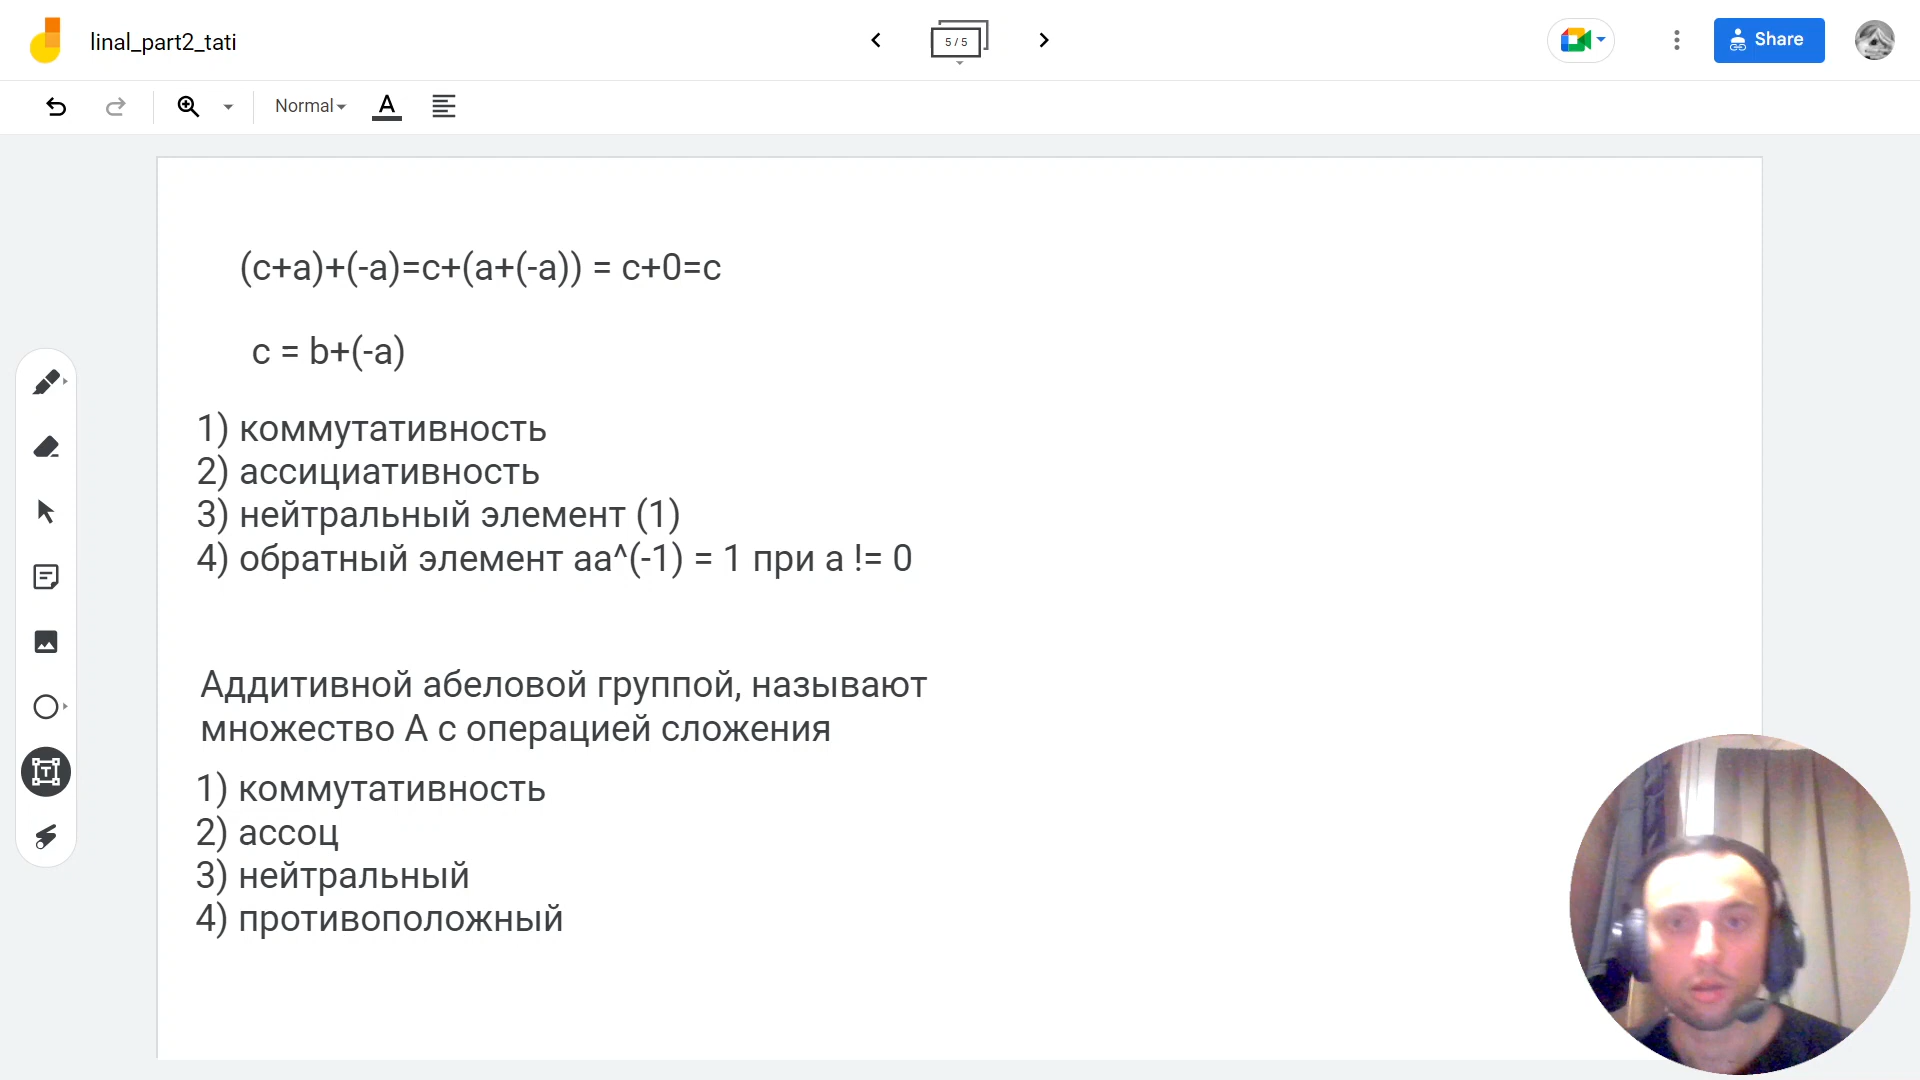 linal_part2_tati
5 / 5
Share
Normal
(c+a)+(-a)=c+(a+(-a)) = c+0=c
c = b+(-a)
1) коммутативность
2) ассициативность
3) нейтральный элемент (1)
4) обратный элемент aa^(-1) = 1 при a != 0
Аддитивной абеловой группой, называют
множество А с операцией сложения
1) коммутативность
2) ассоц
3) нейтральный
4) противоположный